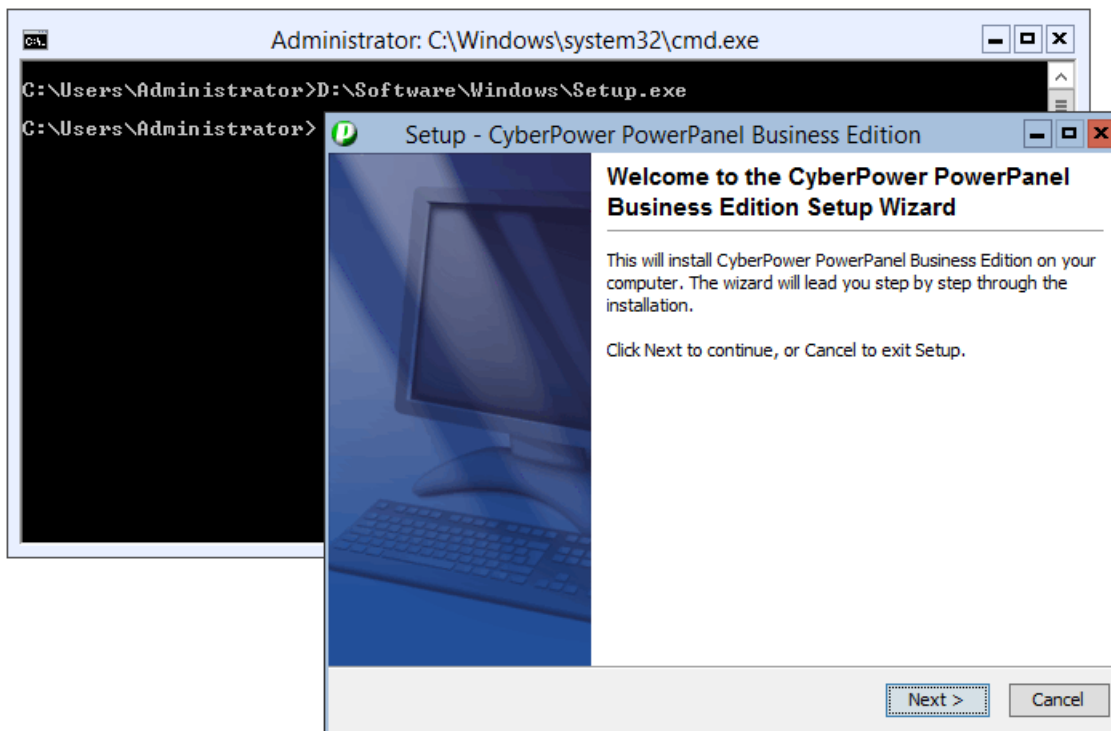 Administrator: C:\Windows\system32\cmd.exe
C:\Users\Administrator>D:\Software\Windows\Setup.exe
C:\Users\Administrator>
Setup - CyberPower PowerPanel Business Edition
Welcome to the CyberPower PowerPanel
Business Edition Setup Wizard
This will install CyberPower PowerPanel Business Edition on your
computer. The wizard will lead you step by step through the
installation.
Click Next to continue, or Cancel to exit Setup.
Next >
Cancel